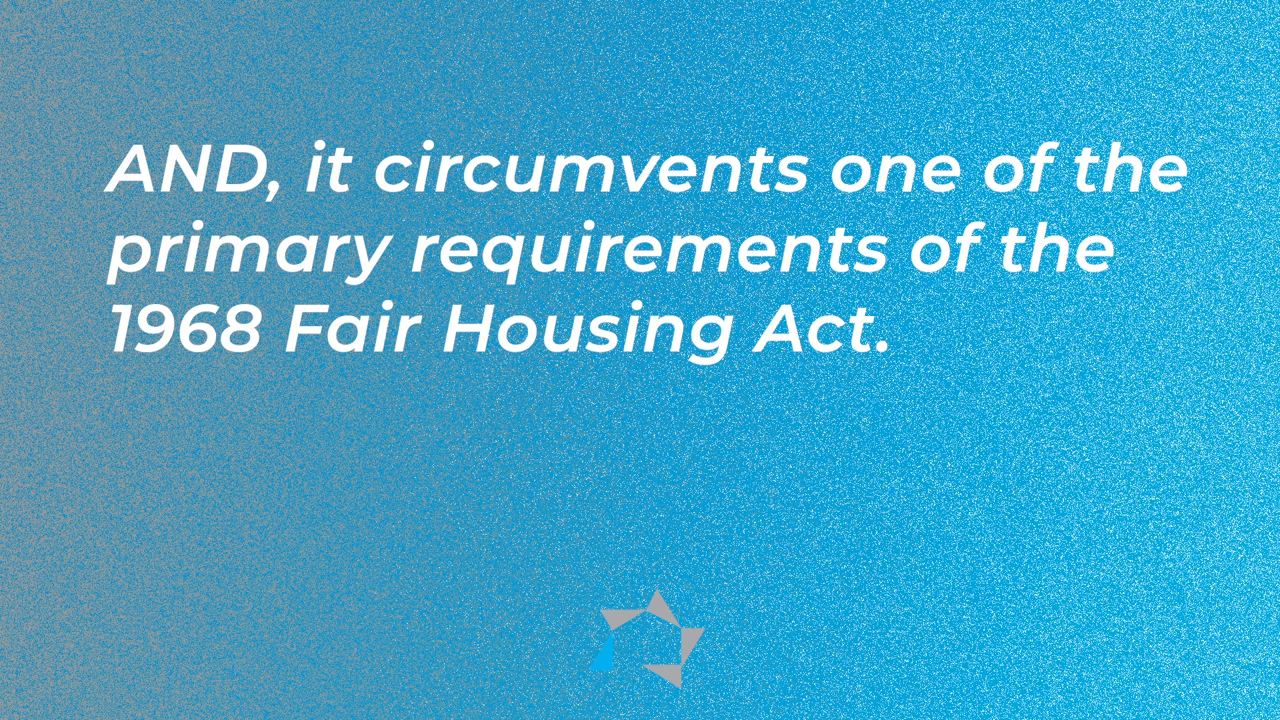 AND, it circumvents one of the
primary requirements of the
1968 Fair Housing Act.